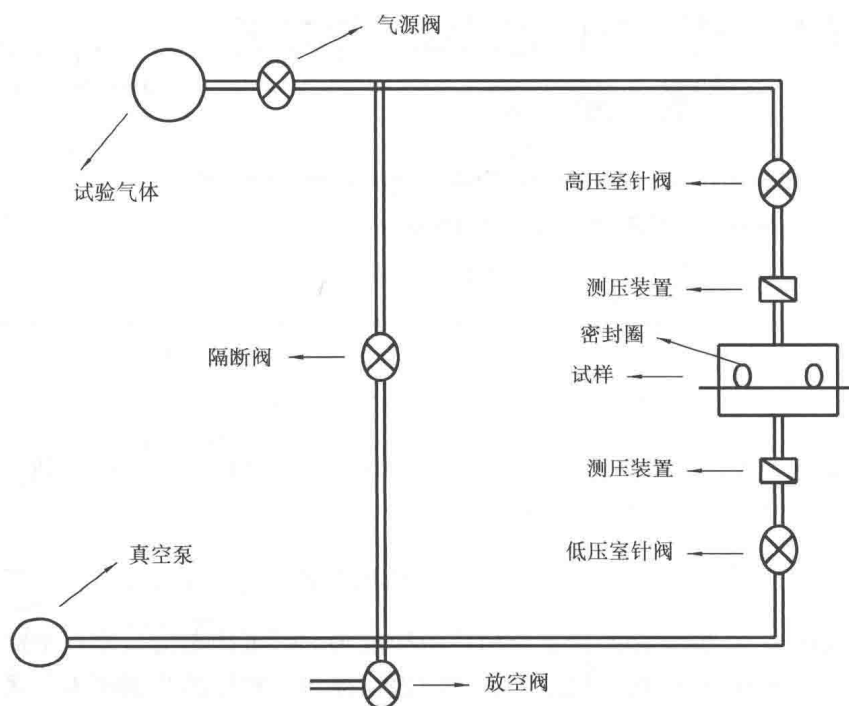 气源阀
试验气体
高压室针阀
测压装置
密封圈
隔断阀
试样
测压装置
真空泵
低压室针阀
放空阀